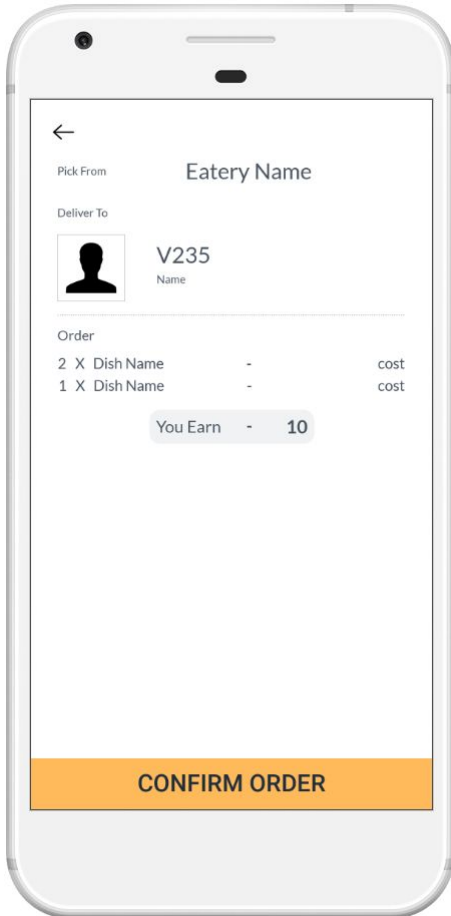 Pick From Eatery Name
Deliver To
V235
Name
Order
2 X Dish Name - cost
1 X Dish Name - cost
You Earn - 10
CONFIRM ORDER